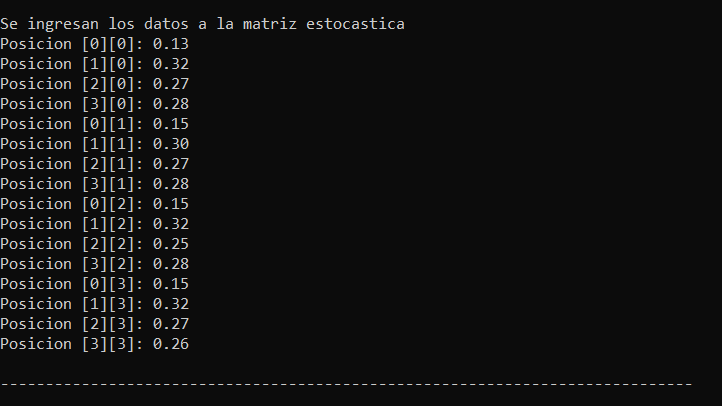 Se ingresan los datos a la matriz estocastica
Posicion [0][0]: 0.13
Posicion [1][0]: 0.32
Posicion [2][0]: 0.27
Posicion [3][0]: 0.28
Posicion [0][1]: 0.15
Posicion [1][1]: 0.30
Posicion [2][1]: 0.27
Posicion [3][1]: 0.28
Posicion [0][2]: 0.15
Posicion [1][2]: 0.32
Posicion [2][2]: 0.25
Posicion [3][2]: 0.28
Posicion [0][3]: 0.15
Posicion [1][3]: 0.32
Posicion [2][3]: 0.27
Posicion [3][3]: 0.26
-----------------------------------------------------------------------------